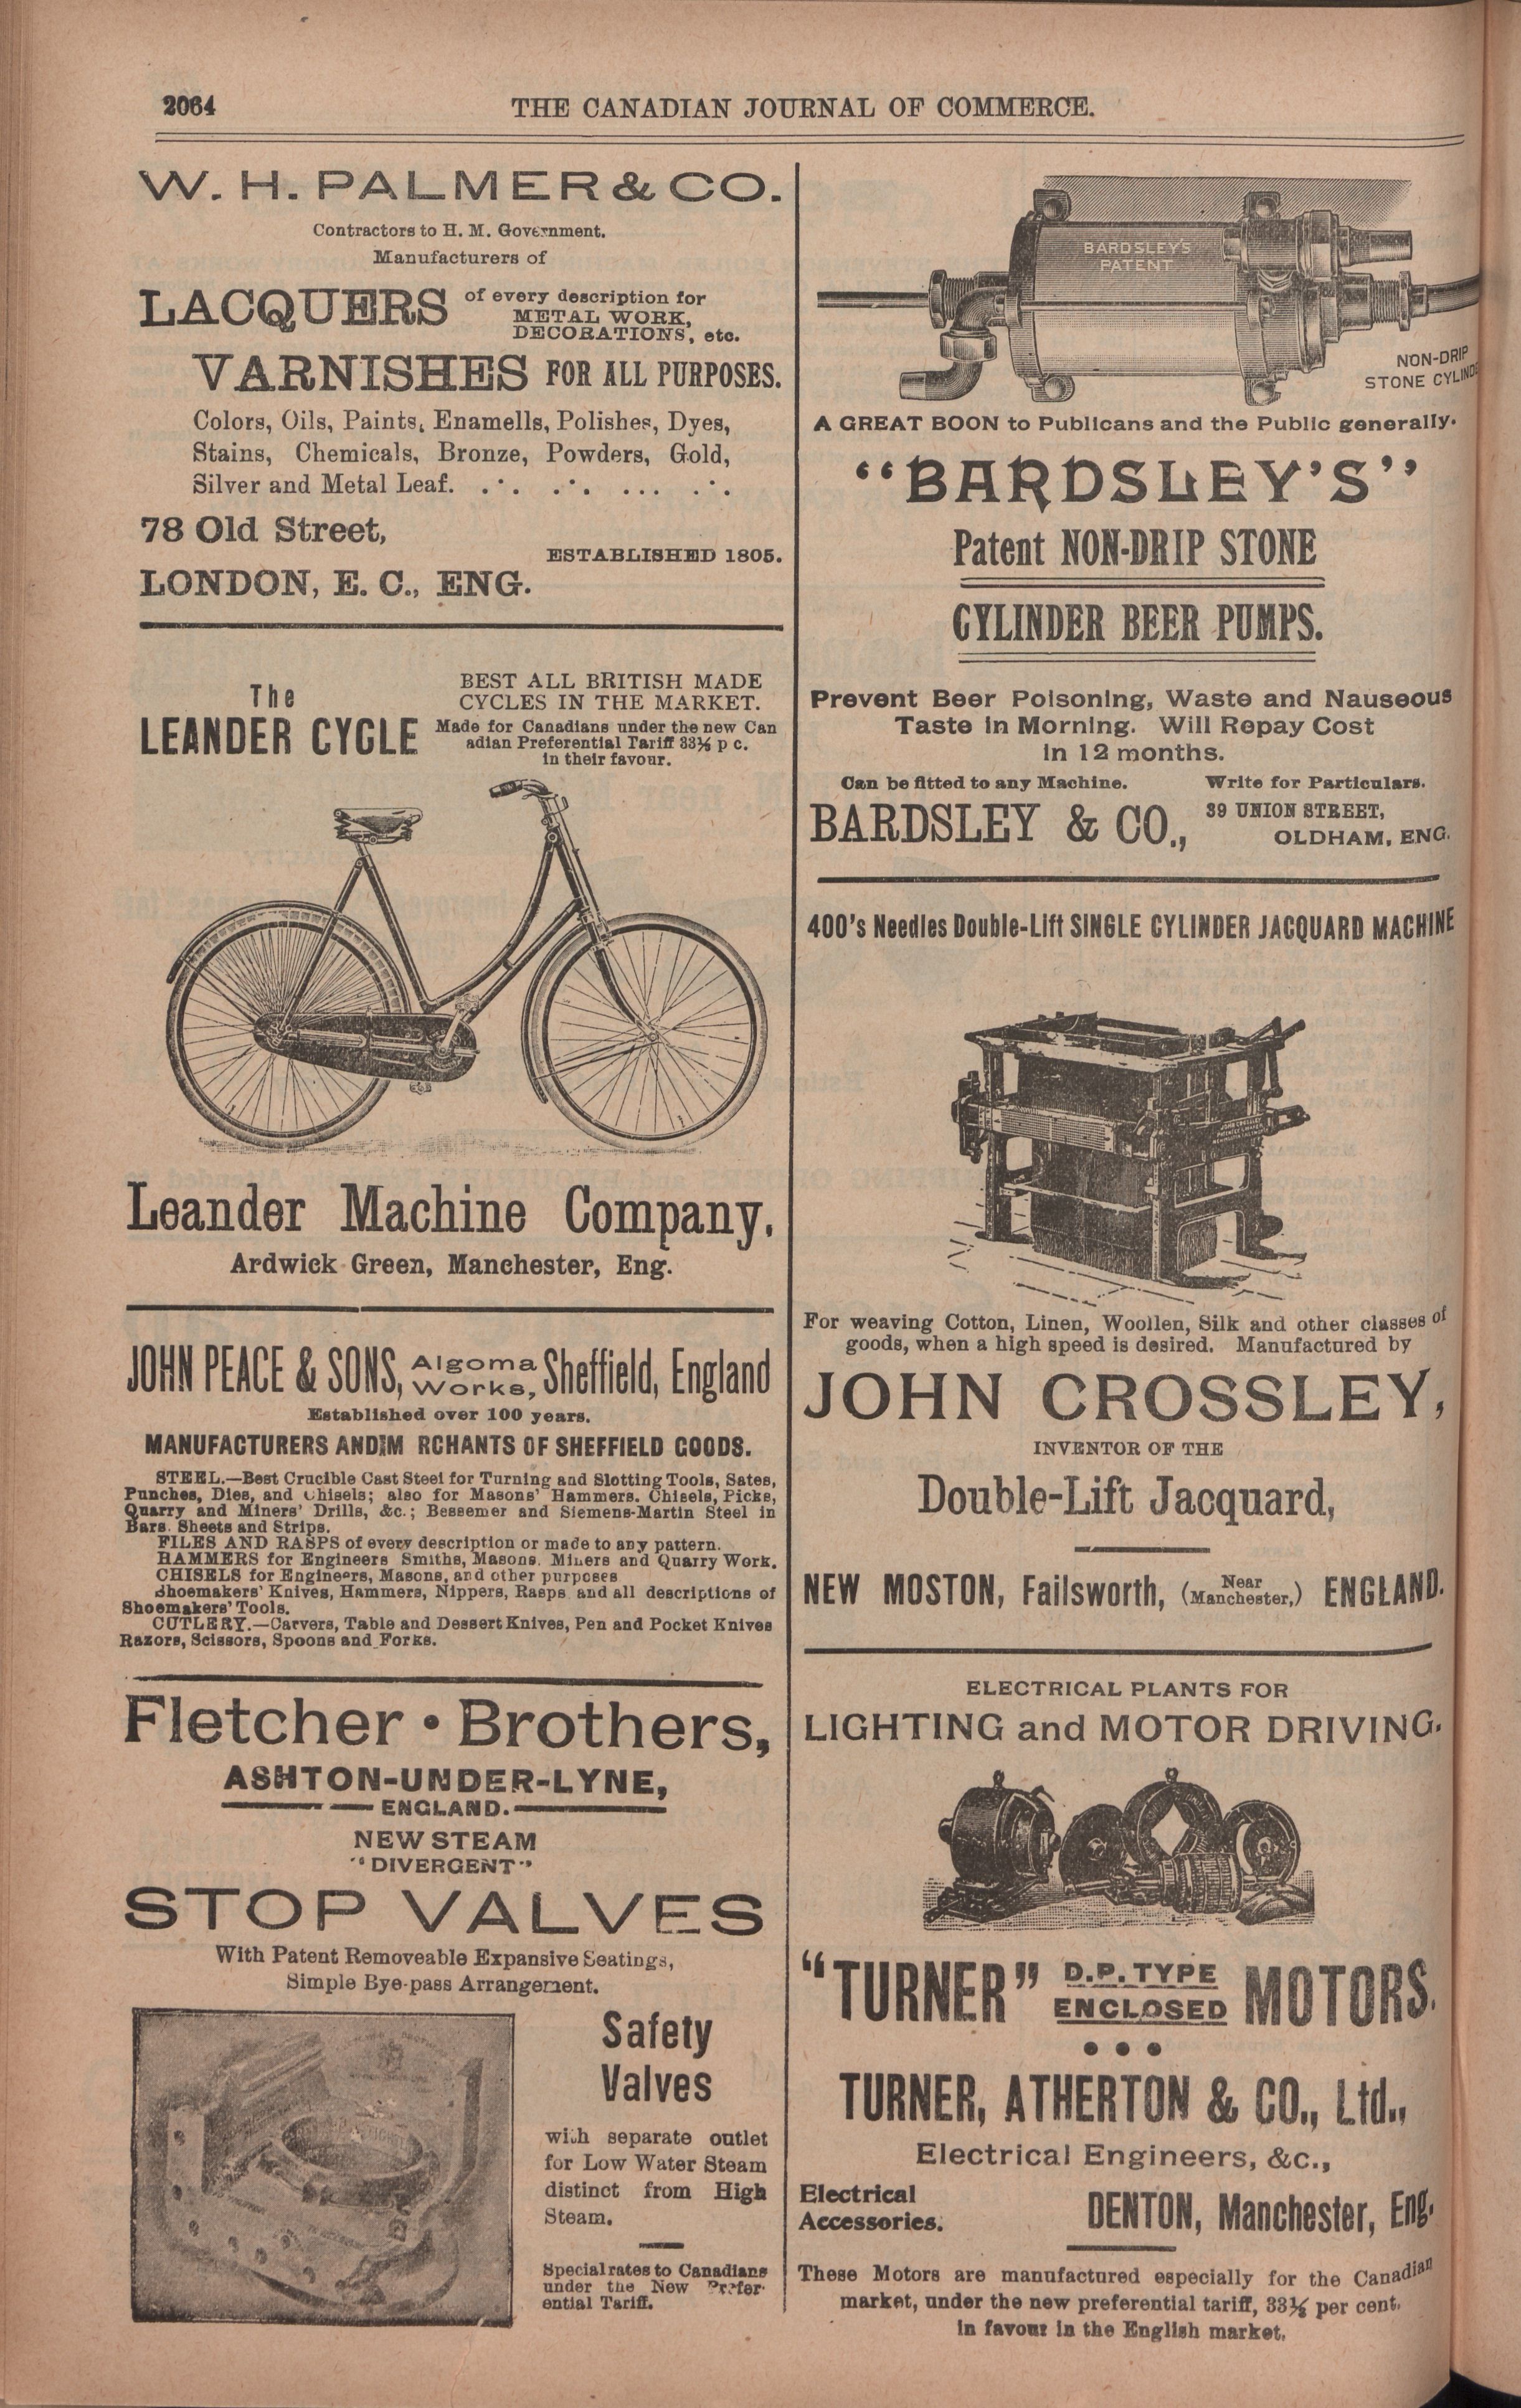 2064
THE CANADIAN JOURNAL OF COMMERCE.
W. H. PALMER & CO.
Contractors to H. M. Government.
Manufacturers of
LACQUERS of every description for
METAL WORK,
DECORATIONS, etc.
VARNISHES FOR ALL PURPOSES.
Colors, Oils, Paints, Enamells, Polishes, Dyes,
Stains, Chemicals, Bronze, Powders, Gold,
Silver and Metal Leaf.
78 Old Street,
ESTABLISHED 1805.
LONDON, E. C., ENG.
The
LEANDER CYCLE
BEST ALL BRITISH MADE
CYCLES IN THE MARKET.
Made for Canadians under the new Can
adian Preferential Tariff 33⅓ p c.
in their favour.
Leander Machine Company,
Ardwick Green, Manchester, Eng.
JOHN PEACE & SONS, Algoma Works, Sheffield, England
Established over 100 years.
MANUFACTURERS AND M RCHANTS OF SHEFFIELD GOODS.
STEEL.—Best Crucible Cast Steel for Turning and Slotting Tools, Sates,
Punches, Dies, and Chisels; also for Masons' Hammers. Chisels, Picks,
Quarry and Miners' Drills, &c.; Bessemer and Siemens-Martin Steel in
Bars. Sheets and Strips.
FILES AND RASPS of every description or made to any pattern.
HAMMERS for Engineers Smiths, Masons. Miners and Quarry Work.
CHISELS for Engineers, Masons, and other purposes
Shoemakers' Knives, Hammers, Nippers, Rasps and all descriptions of
Shoemakers' Tools.
CUTLERY.—Carvers, Table and Dessert Knives, Pen and Pocket Knives
Razors, Scissors, Spoons and Forks.
Fletcher • Brothers,
ASHTON-UNDER-LYNE,
ENGLAND.
NEW STEAM
"DIVERGENT"
STOP VALVES
With Patent Removeable Expansive Seatings,
Simple Bye-pass Arrangement.
Safety
Valves
with separate outlet
for Low Water Steam
distinct from High
Steam.
Special rates to Canadians
under the New Prefer-
ential Tariff.
BARDSLEY'S
PATENT
NON-DRIP
STONE CYLINDE
A GREAT BOON to Publicans and the Public generally.
"BARDSLEY'S"
Patent NON-DRIP STONE
CYLINDER BEER PUMPS.
Prevent Beer Poisoning, Waste and Nauseous
Taste in Morning. Will Repay Cost
in 12 months.
Can be fitted to any Machine. Write for Particulars.
BARDSLEY & CO., 39 UNION STREET,
OLDHAM, ENG.
400's Needles Double-Lift SINGLE CYLINDER JACQUARD MACHINE
For weaving Cotton, Linen, Woollen, Silk and other classes of
goods, when a high speed is desired. Manufactured by
JOHN CROSSLEY,
INVENTOR OF THE
Double-Lift Jacquard,
NEW MOSTON, Failsworth, (Near Manchester,) ENGLAND.
ELECTRICAL PLANTS FOR
LIGHTING and MOTOR DRIVING.
"TURNER" D.P. TYPE ENCLOSED MOTORS.
TURNER, ATHERTON & CO., Ltd.,
Electrical Engineers, &c.,
Electrical
Accessories.
DENTON, Manchester, Eng.
These Motors are manufactured especially for the Canadian
market, under the new preferential tariff, 33⅓ per cent.
in favour in the English market.